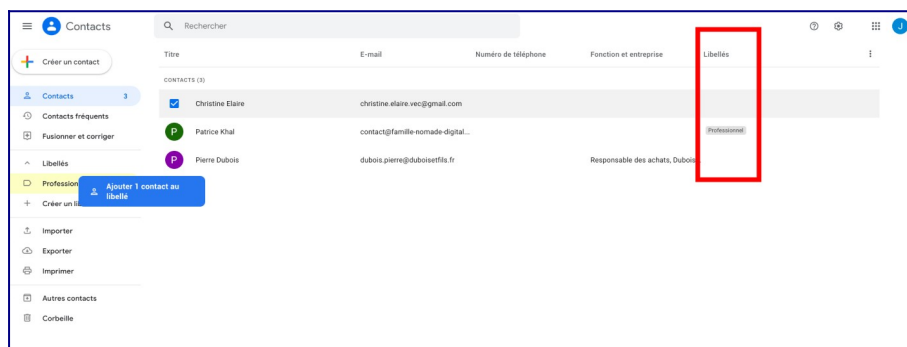 Contacts
Rechercher
J
Créer un contact
Titre
E-mail
Numéro de téléphone
Fonction et entreprise
Libellés
CONTACTS (3)
Contacts 3
Contacts fréquents
Fusionner et corriger
Libellés
Profession
Créer un li
Ajouter 1 contact au
libellé
Importer
Exporter
Imprimer
Autres contacts
Corbeille
Christine Elaire
christine.elaire.vec@gmail.com
P
Patrice Khal
contact@famille-nomade-digital...
Professionnel
P
Pierre Dubois
dubois.pierre@duboisetfils.fr
Responsable des achats, Dubois